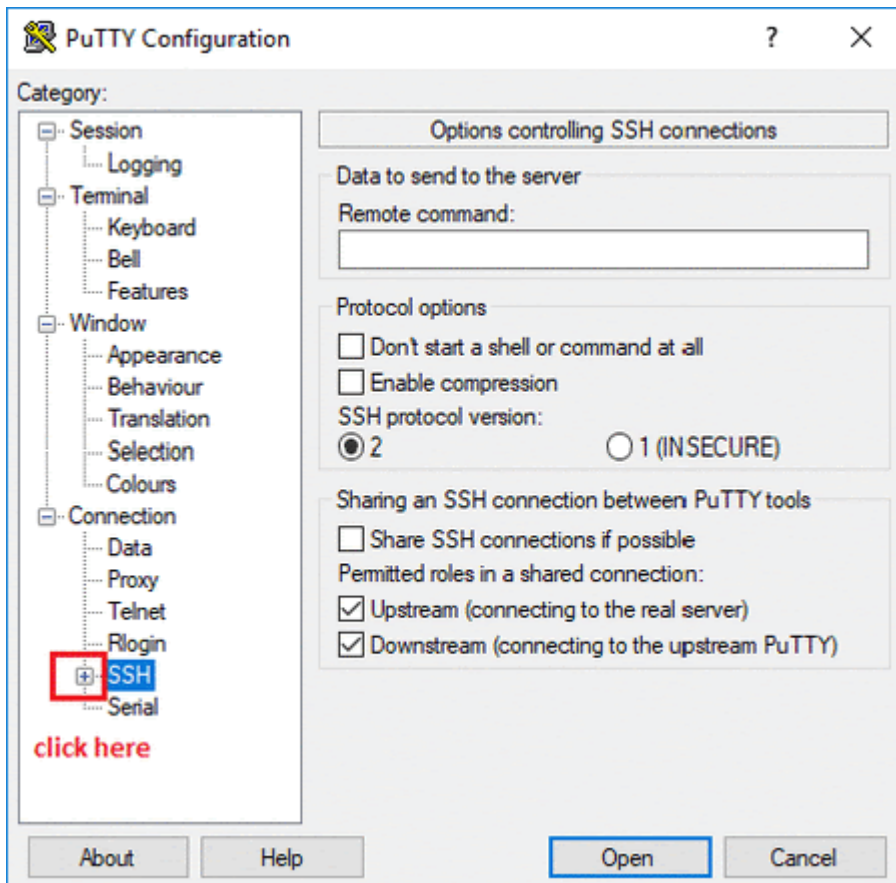 PuTTY Configuration
?
Category:
Session
Logging
Terminal
Keyboard
Bell
Features
Window
Appearance
Behaviour
Translation
Selection
Colours
Connection
Data
Proxy
Telnet
Rlogin
SSH
Serial
click here
Options controlling SSH connections
Data to send to the server
Remote command:
Protocol options
Don't start a shell or command at all
Enable compression
SSH protocol version:
2 1 (INSECURE)
Sharing an SSH connection between PuTTY tools
Share SSH connections if possible
Permitted roles in a shared connection:
Upstream (connecting to the real server)
Downstream (connecting to the upstream PuTTY)
About Help Open Cancel